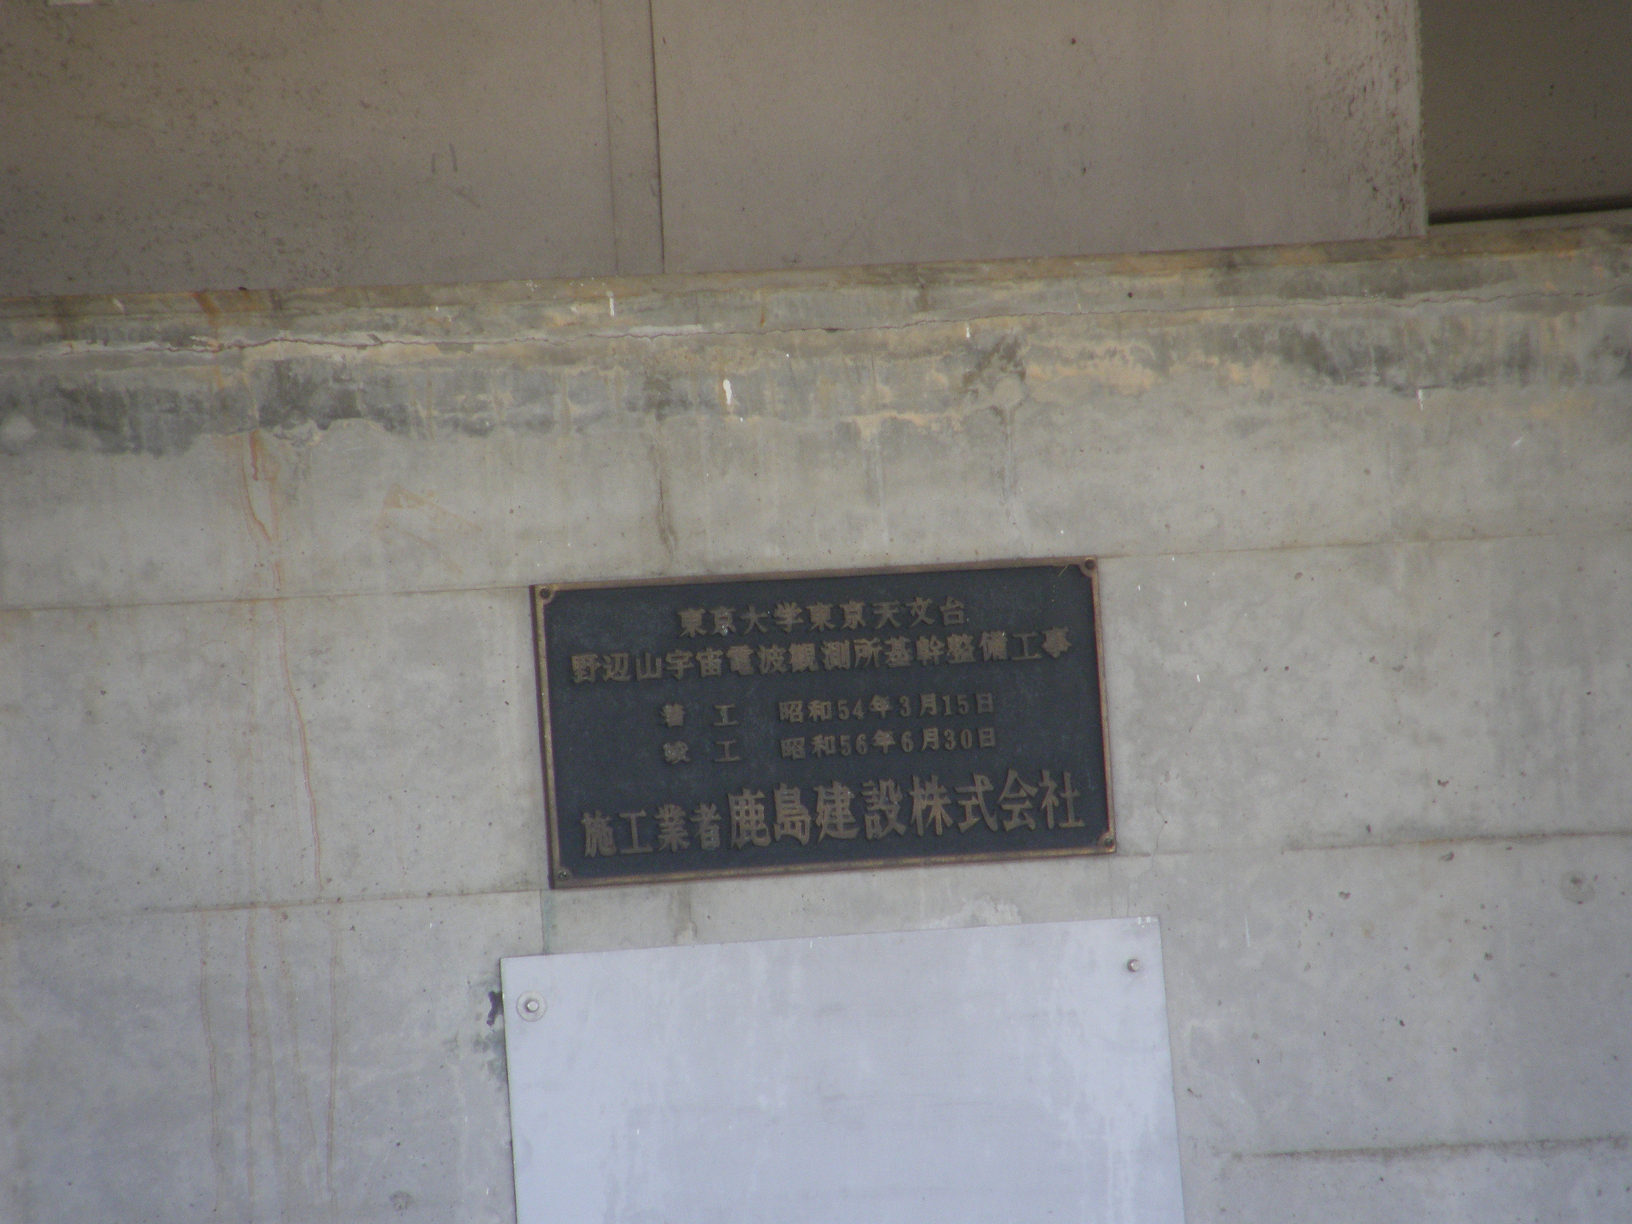 東京大学東京天文台
野辺山宇宙電波観測所基幹整備工事
着工 昭和54年3月15日
竣工 昭和56年6月30日
施工業者 鹿島建設株式会社